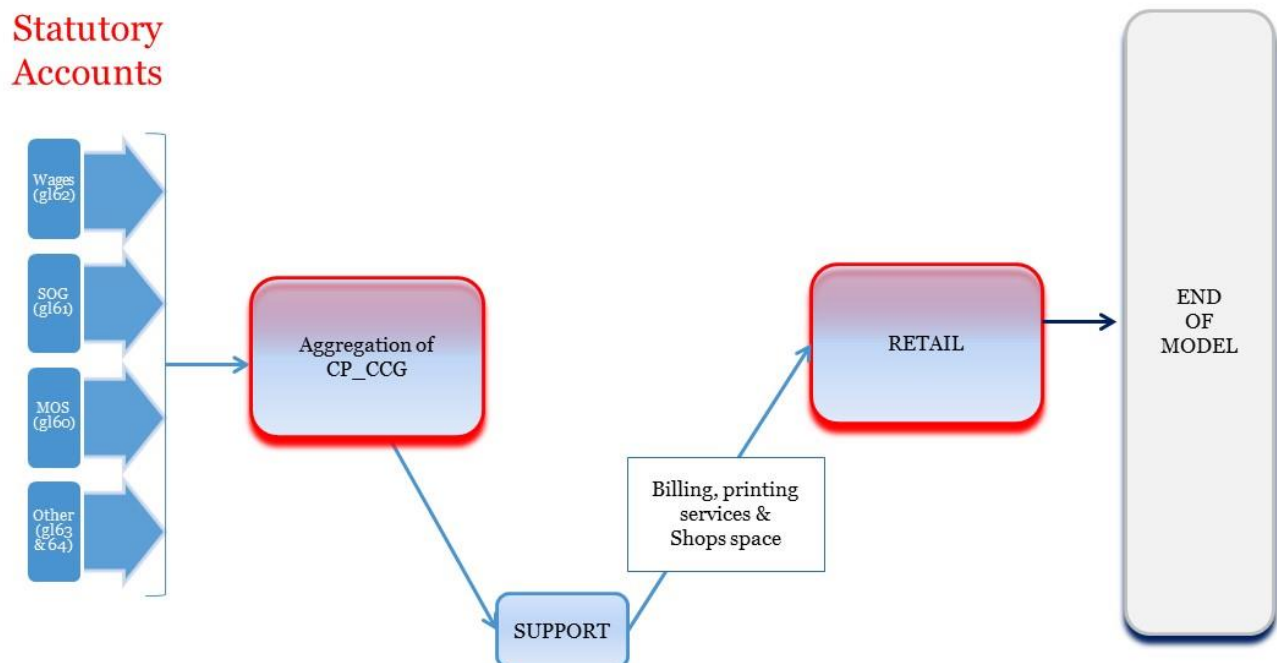 Statutory
Accounts
Wages
(gl62)
SOG
(gl61)
MOS
(gl60)
Other
(gl63
&64)
Aggregation of
CP_CCG
SUPPORT
Billing, printing
services &
Shops space
RETAIL
END
OF
MODEL